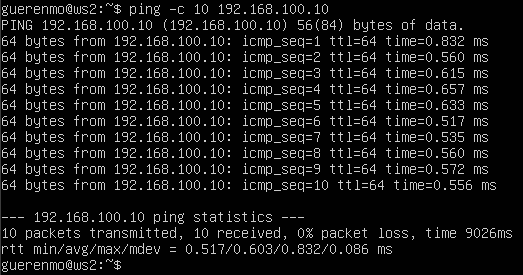 guerenmo@ws2:~$ ping -c 10 192.168.100.10
PING 192.168.100.10 (192.168.100.10) 56(84) bytes of data.
64 bytes from 192.168.100.10: icmp_seq=1 ttl=64 time=0.832 ms
64 bytes from 192.168.100.10: icmp_seq=2 ttl=64 time=0.560 ms
64 bytes from 192.168.100.10: icmp_seq=3 ttl=64 time=0.615 ms
64 bytes from 192.168.100.10: icmp_seq=4 ttl=64 time=0.657 ms
64 bytes from 192.168.100.10: icmp_seq=5 ttl=64 time=0.633 ms
64 bytes from 192.168.100.10: icmp_seq=6 ttl=64 time=0.517 ms
64 bytes from 192.168.100.10: icmp_seq=7 ttl=64 time=0.535 ms
64 bytes from 192.168.100.10: icmp_seq=8 ttl=64 time=0.560 ms
64 bytes from 192.168.100.10: icmp_seq=9 ttl=64 time=0.572 ms
64 bytes from 192.168.100.10: icmp_seq=10 ttl=64 time=0.556 ms
--- 192.168.100.10 ping statistics ---
10 packets transmitted, 10 received, 0% packet loss, time 9026ms
rtt min/avg/max/mdev = 0.517/0.603/0.832/0.086 ms
guerenmo@ws2:~$